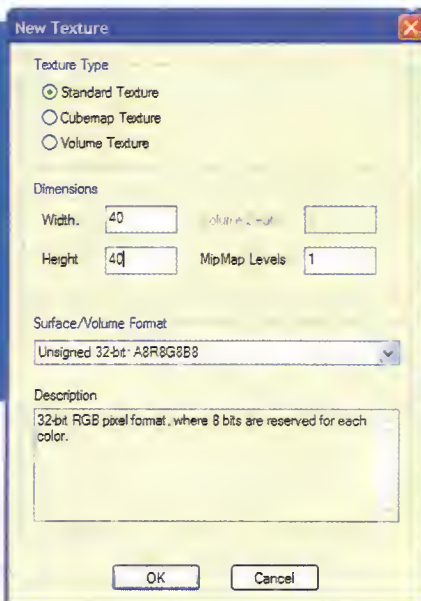 New Texture
Texture Type
Standard Texture
Cubemap Texture
Volume Texture
Dimensions
Width. 40
Height 40 MipMap Levels 1
Surface/Volume Format
Unsigned 32-bit: A8R8G8B8
Description
32-bit RGB pixel format, where 8 bits are reserved for each
color.
OK Cancel